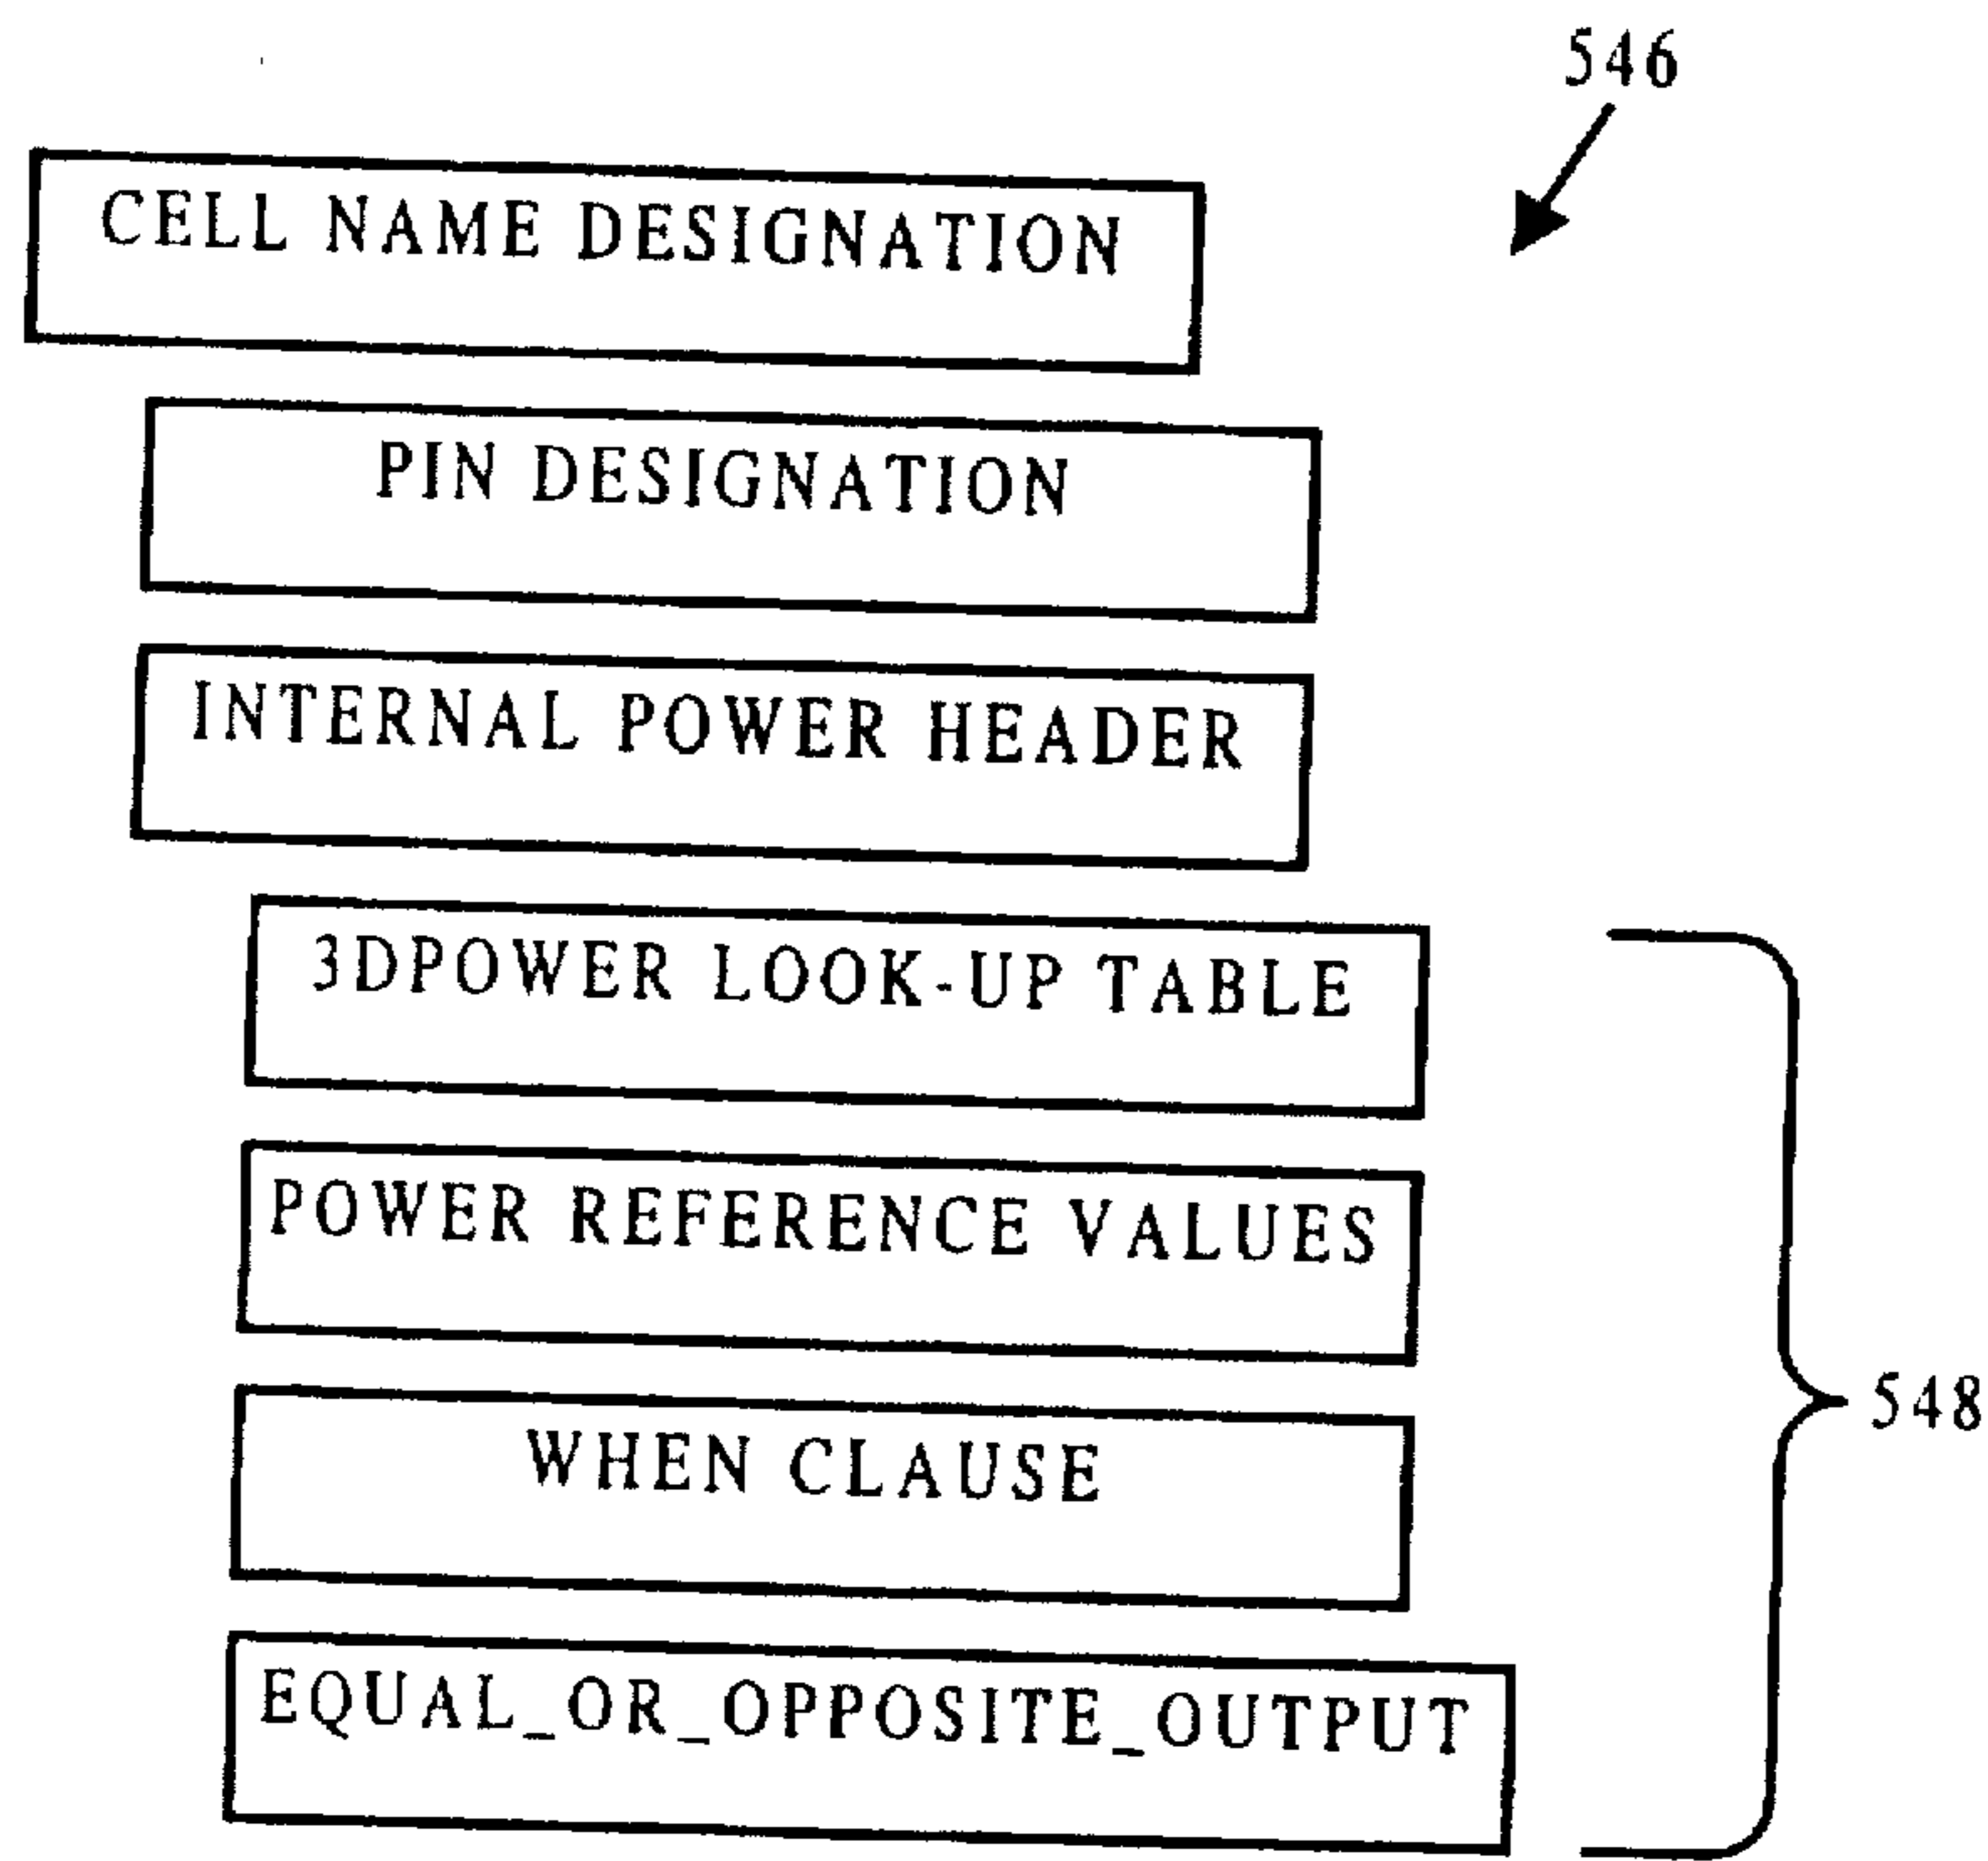 546
CELL NAME DESIGNATION
PIN DESIGNATION
INTERNAL POWER HEADER
3DPOWER LOOK-UP TABLE
POWER REFERENCE VALUES
WHEN CLAUSE
548
EQUAL_OR_OPPOSITE_OUTPUT